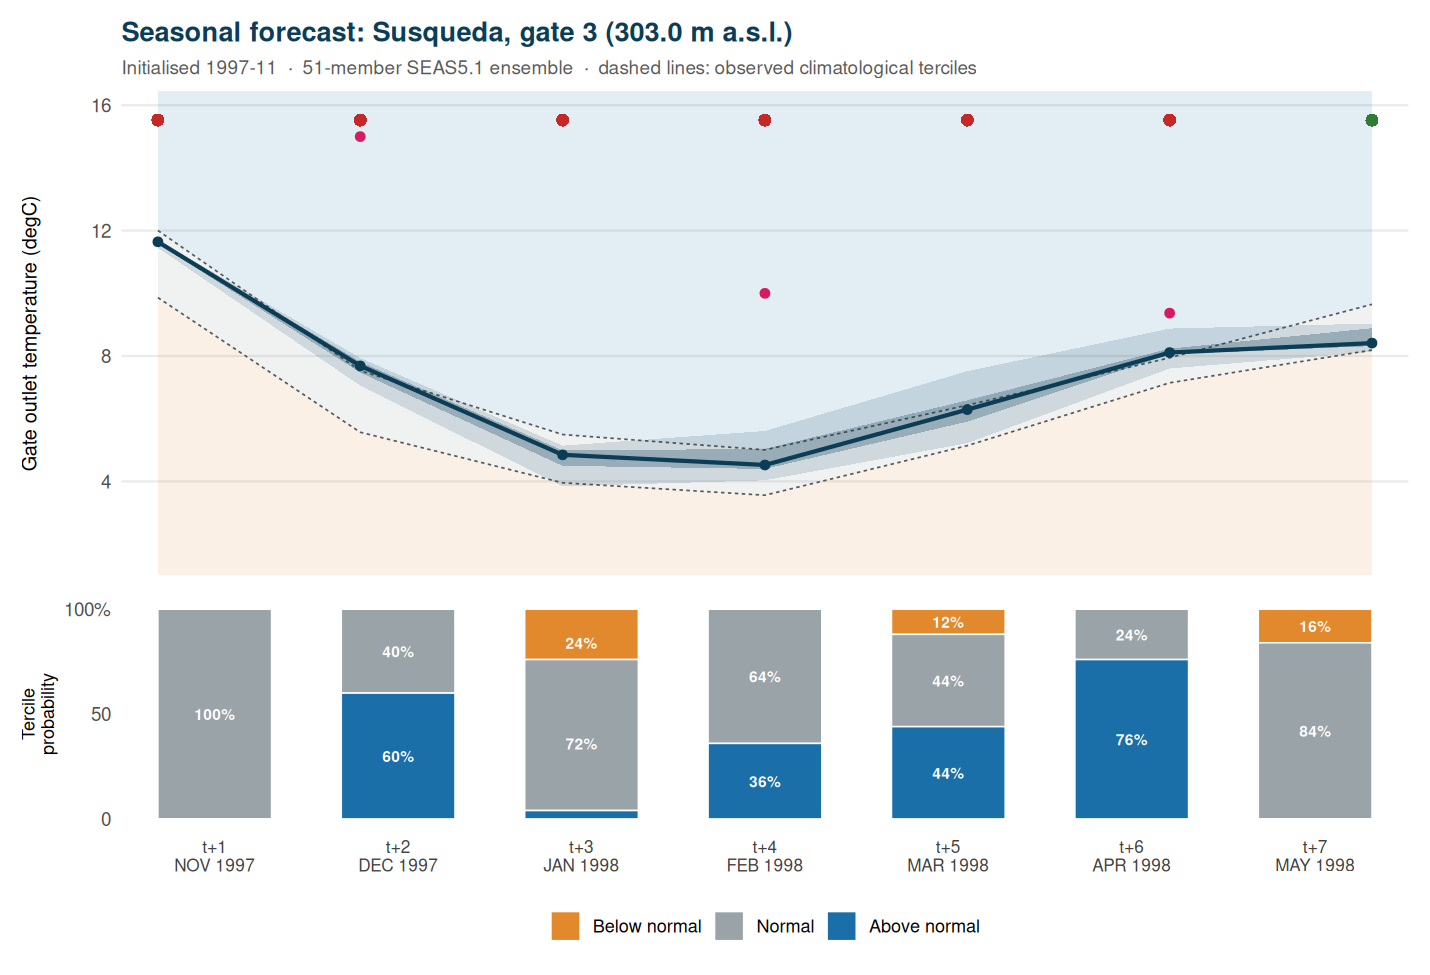 Seasonal forecast: Susqueda, gate 3 (303.0 m a.s.l.)
Initialised 1997-11 · 51-member SEAS5.1 ensemble · dashed lines: observed climatological terciles
Gate outlet temperature (degC)
16
12
8
4
Tercile
probability
100%
50
0
100%
40%
60%
24%
72%
64%
36%
12%
44%
44%
24%
76%
16%
84%
t+1
NOV 1997
t+2
DEC 1997
t+3
JAN 1998
t+4
FEB 1998
t+5
MAR 1998
t+6
APR 1998
t+7
MAY 1998
Below normal
Normal
Above normal